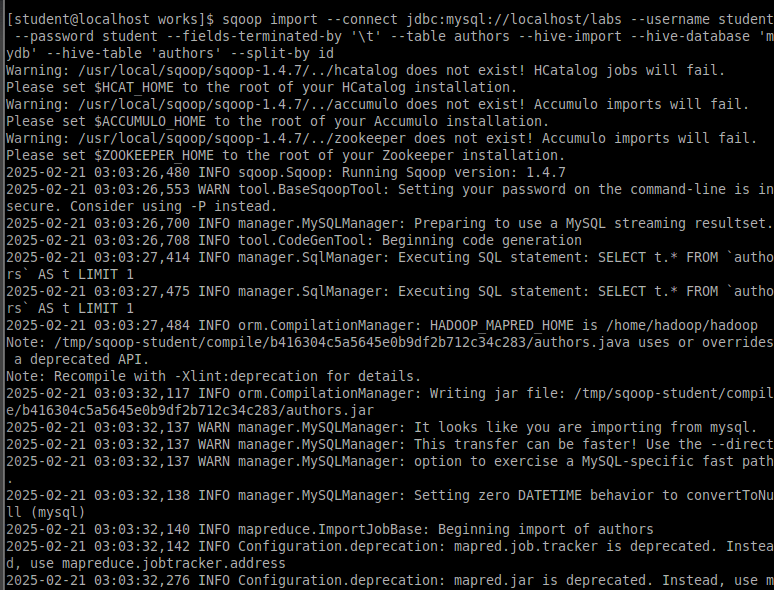 [student@localhost works]$ sqoop import --connect jdbc:mysql://localhost/labs --username student
 --password student --fields-terminated-by '\t' --table authors --hive-import --hive-database 'm
ydb' --hive-table 'authors' --split-by id
Warning: /usr/local/sqoop/sqoop-1.4.7/../hcatalog does not exist! HCatalog jobs will fail.
Please set $HCAT_HOME to the root of your HCatalog installation.
Warning: /usr/local/sqoop/sqoop-1.4.7/../accumulo does not exist! Accumulo imports will fail.
Please set $ACCUMULO_HOME to the root of your Accumulo installation.
Warning: /usr/local/sqoop/sqoop-1.4.7/../zookeeper does not exist! Accumulo imports will fail.
Please set $ZOOKEEPER_HOME to the root of your Zookeeper installation.
2025-02-21 03:03:26,480 INFO sqoop.Sqoop: Running Sqoop version: 1.4.7
2025-02-21 03:03:26,553 WARN tool.BaseSqoopTool: Setting your password on the command-line is in
secure. Consider using -P instead.
2025-02-21 03:03:26,700 INFO manager.MySQLManager: Preparing to use a MySQL streaming resultset.
2025-02-21 03:03:26,708 INFO tool.CodeGenTool: Beginning code generation
2025-02-21 03:03:27,414 INFO manager.SqlManager: Executing SQL statement: SELECT t.* FROM `autho
rs` AS t LIMIT 1
2025-02-21 03:03:27,475 INFO manager.SqlManager: Executing SQL statement: SELECT t.* FROM `autho
rs` AS t LIMIT 1
2025-02-21 03:03:27,484 INFO orm.CompilationManager: HADOOP_MAPRED_HOME is /home/hadoop/hadoop
Note: /tmp/sqoop-student/compile/b416304c5a5645e0b9df2b712c34c283/authors.java uses or overrides
 a deprecated API.
Note: Recompile with -Xlint:deprecation for details.
2025-02-21 03:03:32,117 INFO orm.CompilationManager: Writing jar file: /tmp/sqoop-student/compil
e/b416304c5a5645e0b9df2b712c34c283/authors.jar
2025-02-21 03:03:32,137 WARN manager.MySQLManager: It looks like you are importing from mysql.
2025-02-21 03:03:32,137 WARN manager.MySQLManager: This transfer can be faster! Use the --direct
2025-02-21 03:03:32,137 WARN manager.MySQLManager: option to exercise a MySQL-specific fast path
.
2025-02-21 03:03:32,138 INFO manager.MySQLManager: Setting zero DATETIME behavior to convertToNu
ll (mysql)
2025-02-21 03:03:32,140 INFO mapreduce.ImportJobBase: Beginning import of authors
2025-02-21 03:03:32,142 INFO Configuration.deprecation: mapred.job.tracker is deprecated. Instea
d, use mapreduce.jobtracker.address
2025-02-21 03:03:32,276 INFO Configuration.deprecation: mapred.jar is deprecated. Instead, use m